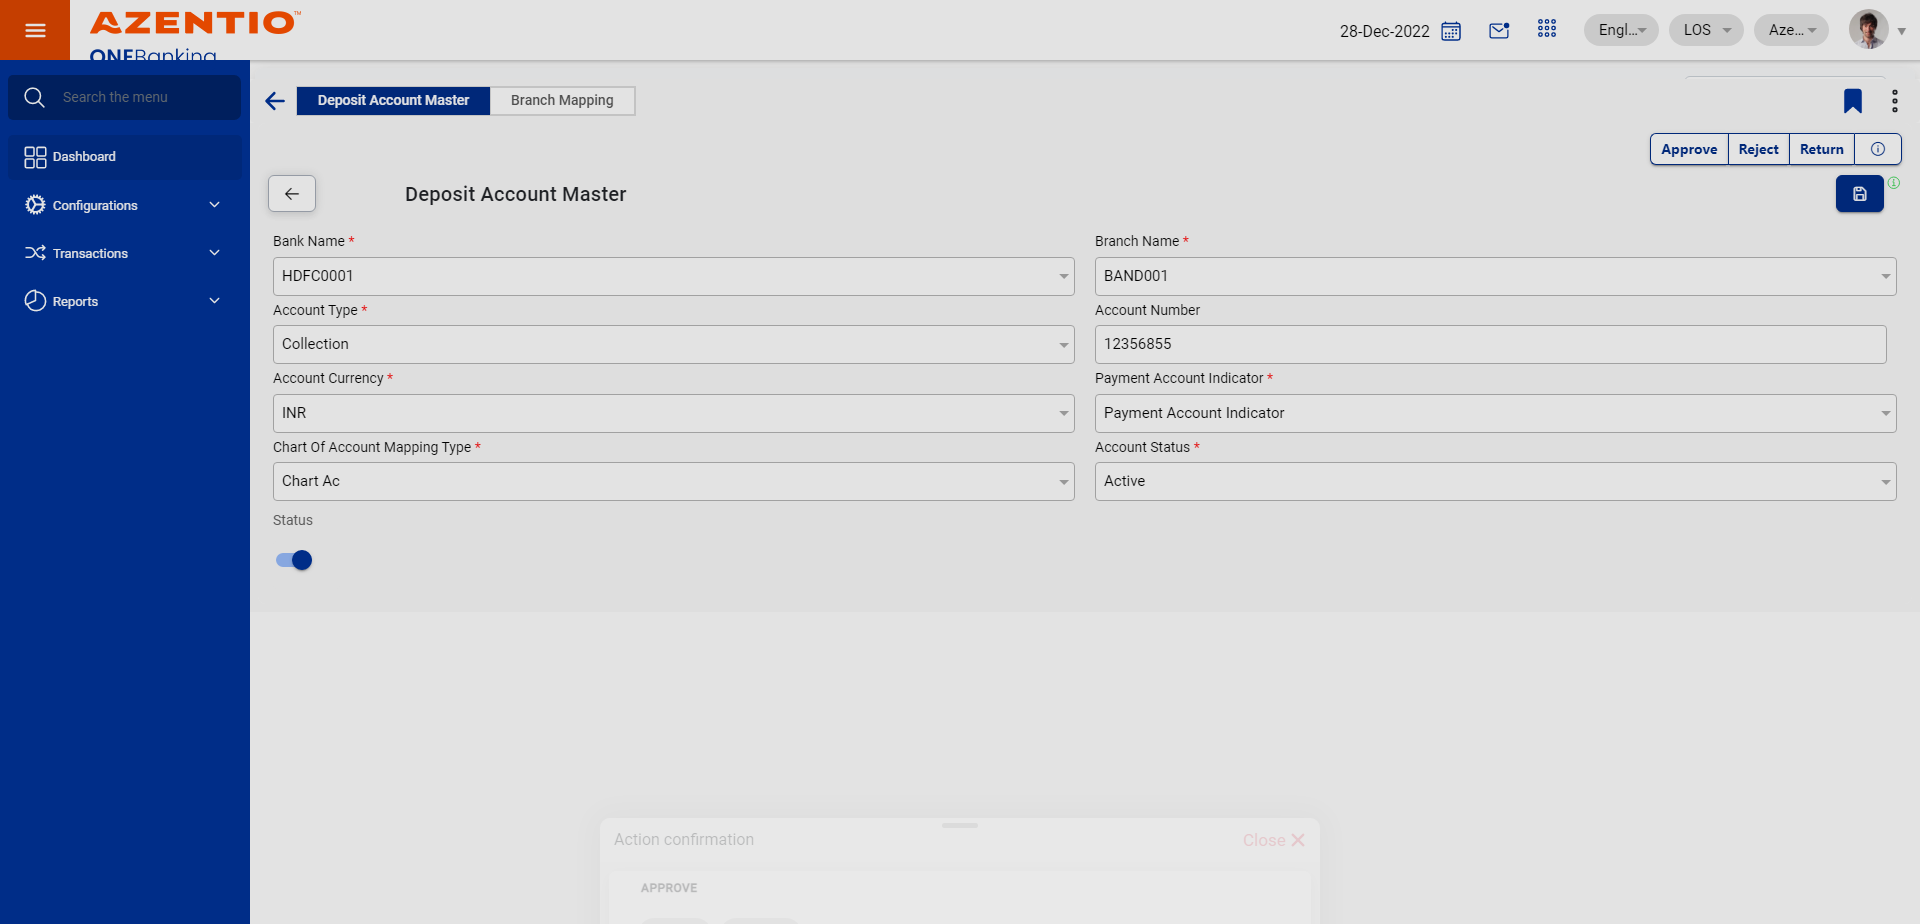 AZENTIO™
ONEBanking
28-Dec-2022
Engl...
LOS
Aze...
Search the menu
Dashboard
Configurations
Transactions
Reports
Deposit Account Master
Branch Mapping
Approve
Reject
Return
Deposit Account Master
Bank Name *
Branch Name *
HDFC0001
BAND001
Account Type *
Account Number
Collection
12356855
Account Currency *
Payment Account Indicator *
INR
Payment Account Indicator
Chart Of Account Mapping Type *
Account Status *
Chart Ac
Active
Status
Action confirmation
Close
APPROVE